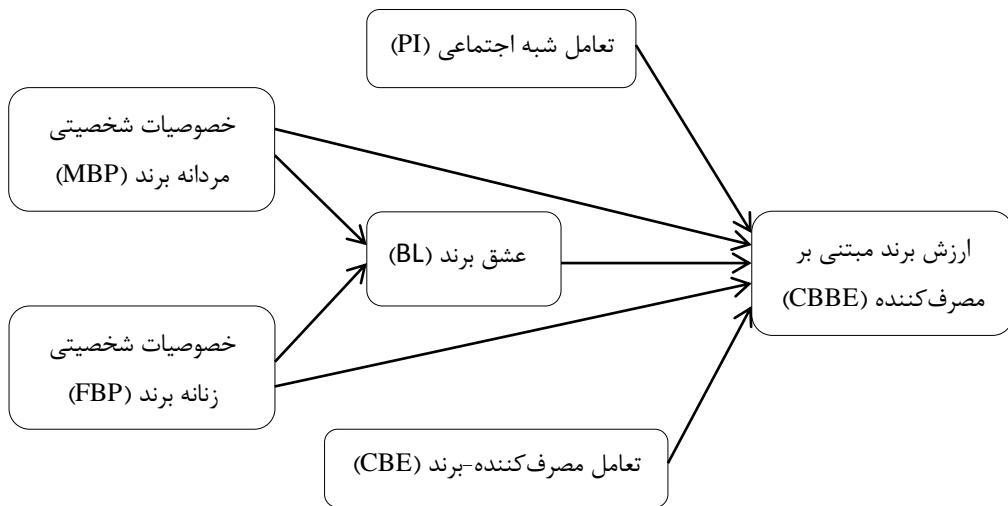 تعامل شبه اجتماعی (PI)
خصوصیات شخصیتی
مردانه برند (MBP)
عشق برند (BL)
ارزش برند مبتنی بر
مصرف‌کننده (CBBE)
خصوصیات شخصیتی
زنانه برند (FBP)
تعامل مصرف‌کننده-برند (CBE)